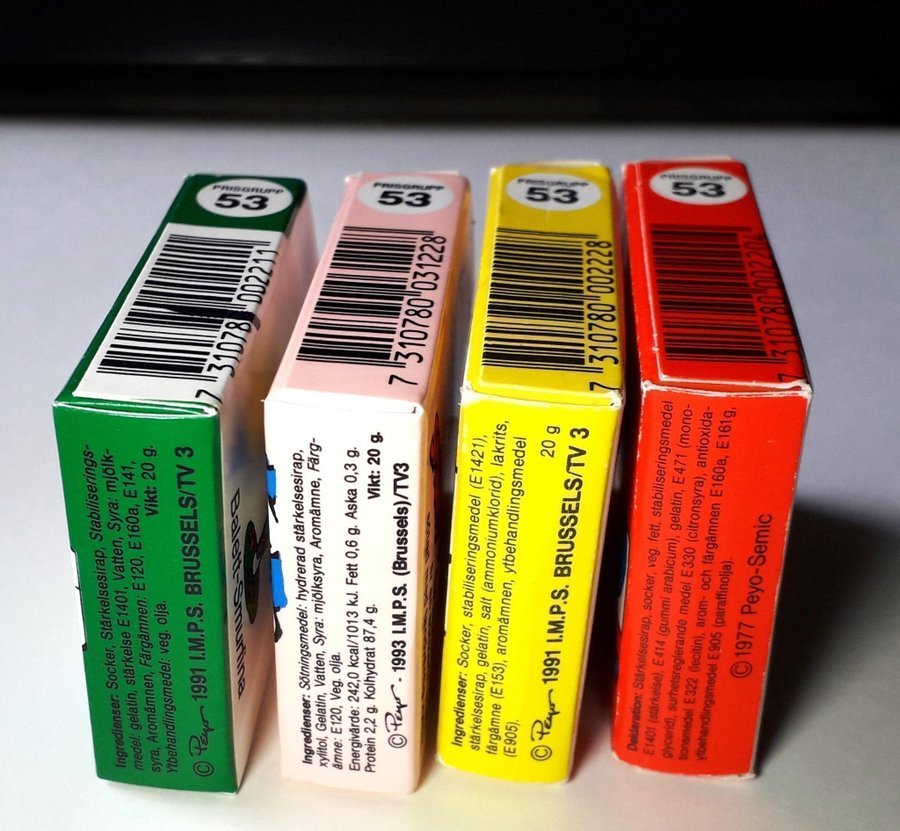 PRISGRUPP
53
7 31078 00221
Ingredienser: Socker, Stärkelsesirap, Stabiliserings-
medel: gelatin, stärkelse E1401, Vatten, Syra: mjölk-
syra, Aromämnen, Färgämnen: E120, E160a, E141,
Ytbehandlingsmedel: veg. olja. Vikt: 20 g.
© Peyo - 1991 I.M.P.S. BRUSSELS/TV 3
Balett-Smurfina
PRISGRUPP
53
7 310780 031228
Ingredienser: Sötningsmedel: hydrerad stärkelsesirap,
xylitol, Gelatin, Vatten, Syra: mjölksyra, Aromämne, Färg-
ämne: E120, Veg. olja.
Energivärde: 242,0 kcal/1013 kJ. Fett 0,6 g. Aska 0,3 g.
Protein 2,2 g. Kolhydrat 87,4 g. Vikt: 20 g.
© Peyo - 1993 I.M.P.S. (Brussels)/TV3
PRISGRUPP
53
7 310780 002228
Ingredienser: Socker, stabiliseringsmedel (E1421),
stärkelsesirap, gelatin, salt (ammoniumklorid), lakrits,
färgämne (E153), aromämnen, ytbehandlingsmedel
(E905). 20 g
© Peyo - 1991 I.M.P.S. BRUSSELS/TV 3
PRISGRUPP
53
7 310780 00220
Deklaration: Stärkelsesirap, socker, veg. fett, stabiliseringsmedel
E1401 (stärkelse), E414 (gummi arabicum), gelatin, E471 (mono-
glycerid), surhetsreglerande medel E330 (citronsyra), antioxida-
tionsmedel E322 (lecitin), arom- och färgämnen E160a, E161g,
ytbehandlingsmedel E905 (paraffinolja).
© 1977 Peyo-Semic